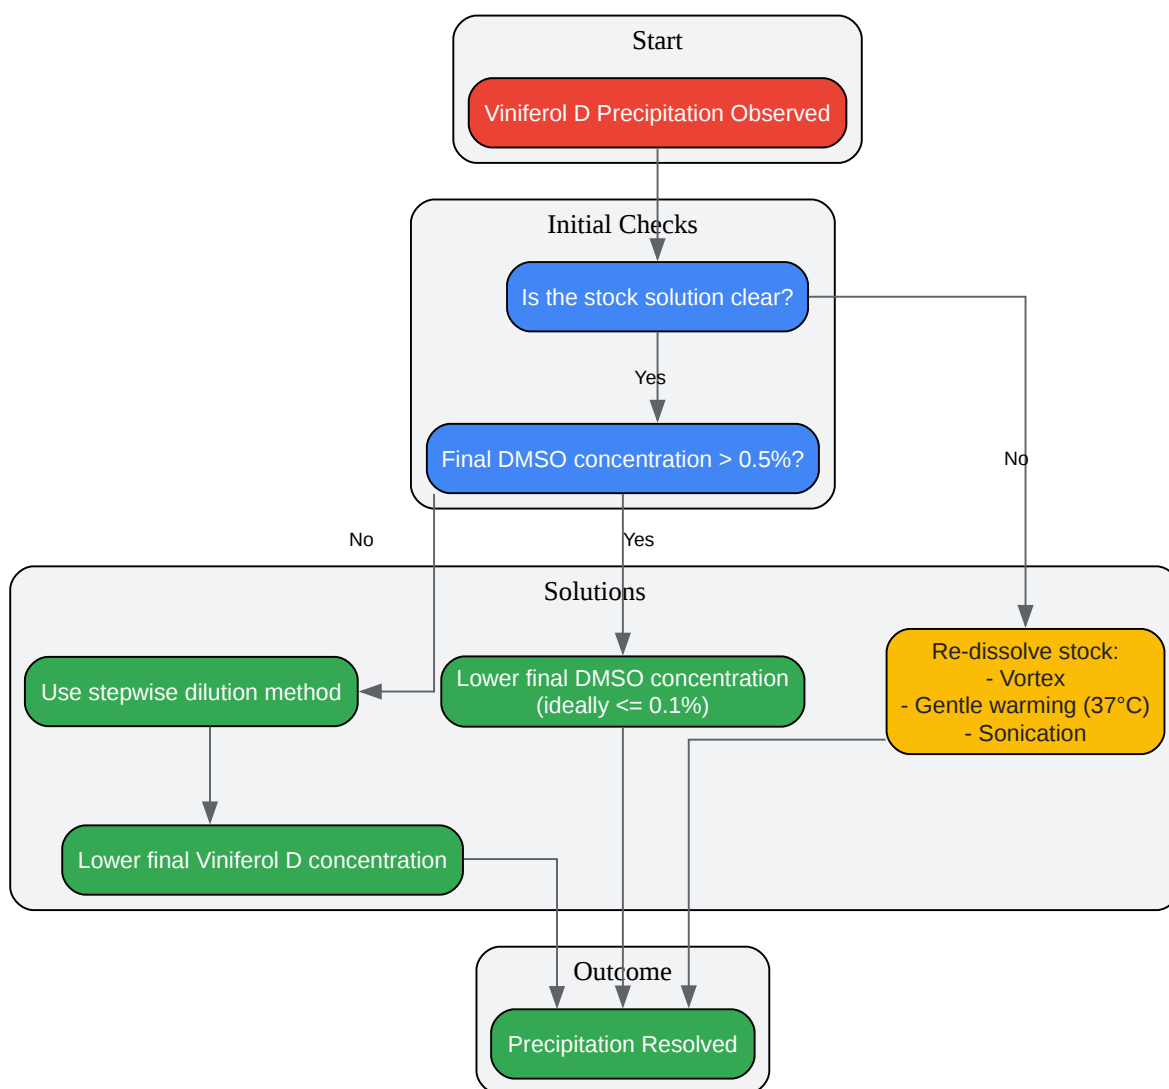 Start
Viniferol D Precipitation Observed
Initial Checks
Is the stock solution clear?
Yes
Final DMSO concentration > 0.5%?
No
No
Yes
Solutions
Use stepwise dilution method
Lower final DMSO concentration
(ideally <= 0.1%)
Re-dissolve stock:
- Vortex
- Gentle warming (37°C)
- Sonication
Lower final Viniferol D concentration
Outcome
Precipitation Resolved